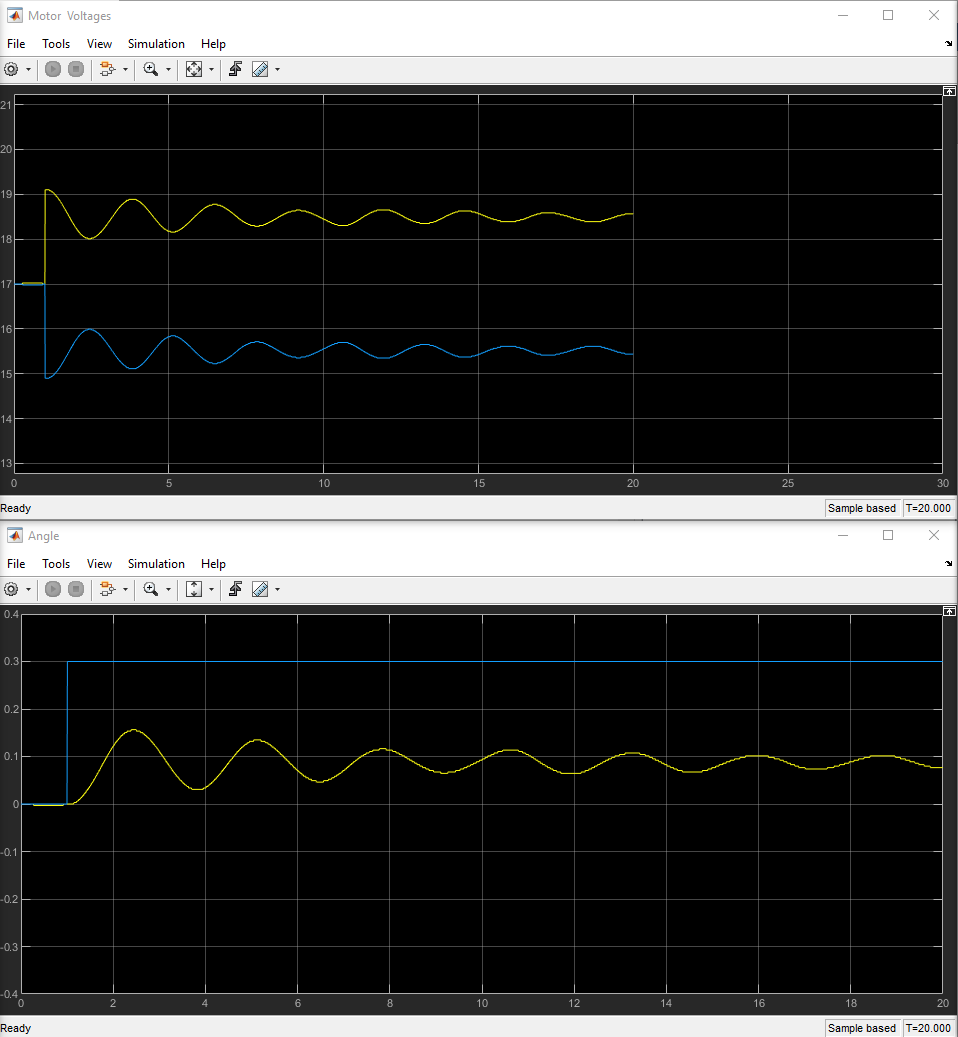 Motor Voltages
File Tools View Simulation Help
21
20
19
18
17
16
15
14
13
0 5 10 15 20 25 30
Ready Sample based T=20.000
Angle
File Tools View Simulation Help
0.4
0.3
0.2
0.1
0
-0.1
-0.2
-0.3
-0.4
0 2 4 6 8 10 12 14 16 18 20
Ready Sample based T=20.000